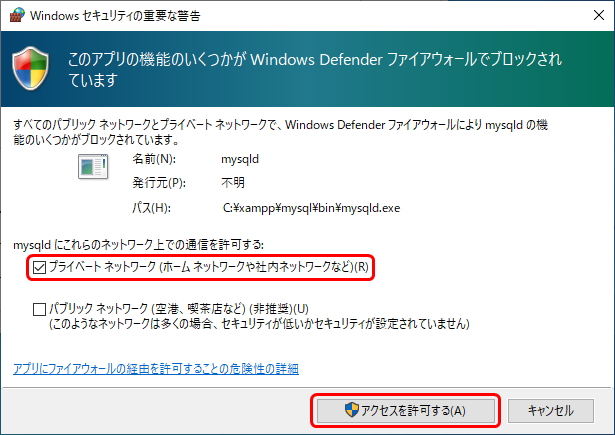 Windows セキュリティの重要な警告
このアプリの機能のいくつかが Windows Defender ファイアウォールでブロックされ
ています
すべてのパブリック ネットワークとプライベート ネットワークで、Windows Defender ファイアウォールにより mysqld の機
能のいくつかがブロックされています。
名前(N): mysqld
発行元(P): 不明
パス(H): C:¥xampp¥mysql¥bin¥mysqld.exe
mysqld にこれらのネットワーク上での通信を許可する:
プライベート ネットワーク (ホーム ネットワークや社内ネットワークなど)(R)
パブリック ネットワーク (空港、喫茶店など) (非推奨)(U)
(このようなネットワークは多くの場合、セキュリティが低いかセキュリティが設定されていません)
アプリにファイアウォールの経由を許可することの危険性の詳細
アクセスを許可する(A) キャンセル